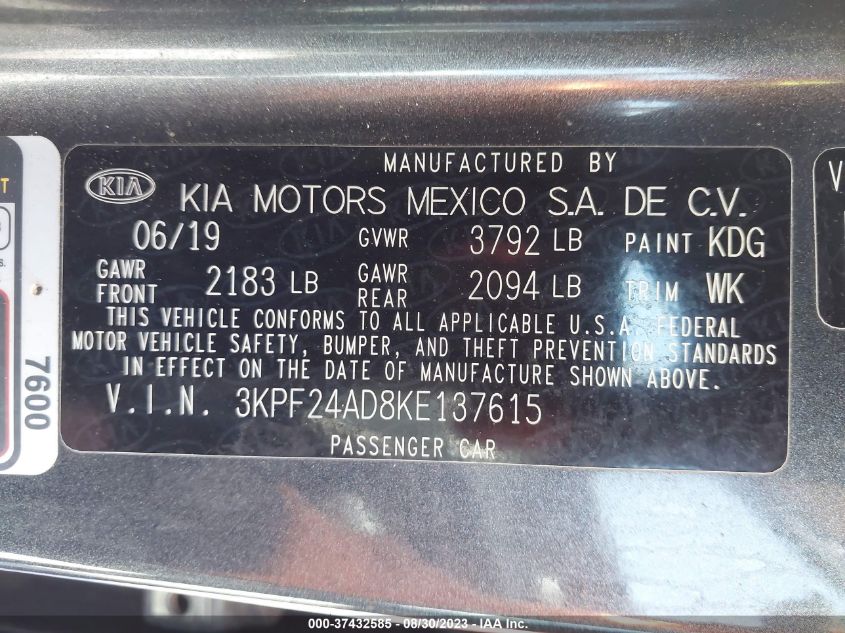 MANUFACTURED BY
KIA KIA MOTORS MEXICO S.A. DE C.V.
06/19 GVWR 3792 LB PAINT KDG
GAWR FRONT 2183 LB GAWR REAR 2094 LB TRIM WK
THIS VEHICLE CONFORMS TO ALL APPLICABLE U.S.A. FEDERAL
MOTOR VEHICLE SAFETY, BUMPER, AND THEFT PREVENTION STANDARDS
IN EFFECT ON THE DATE OF MANUFACTURE SHOWN ABOVE.
V.I.N. 3KPF24AD8KE137615
PASSENGER CAR
7600
000-37432585 - 08/30/2023 - IAA Inc.